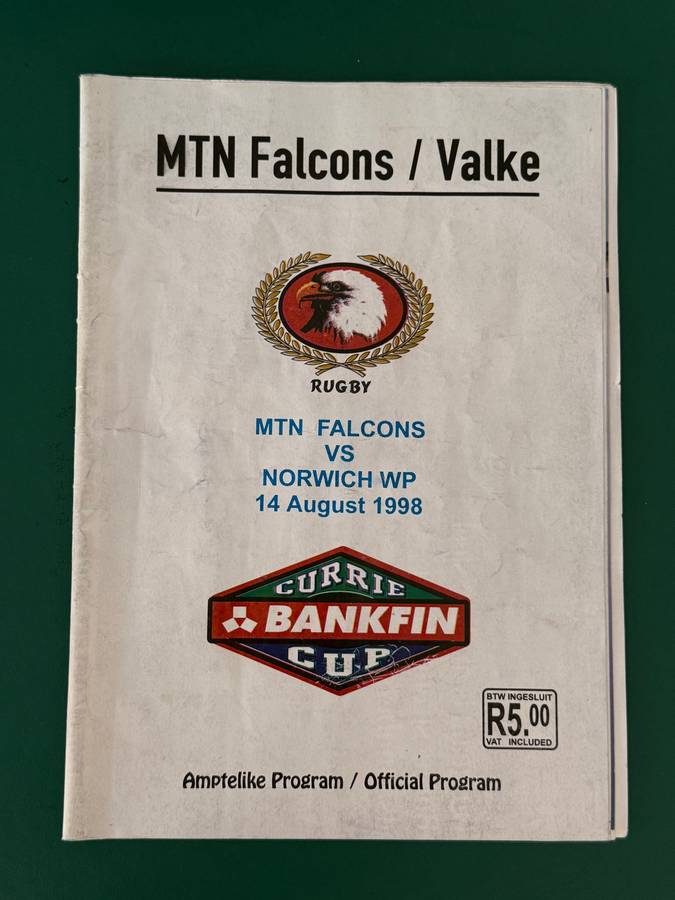 MTN Falcons / Valke
RUGBY
MTN FALCONS
VS
NORWICH WP
14 August 1998
CURRIE
BANKFIN
CUP
BTW INGESLUIT
R5.00
VAT INCLUDED
Amptelike Program / Official Program